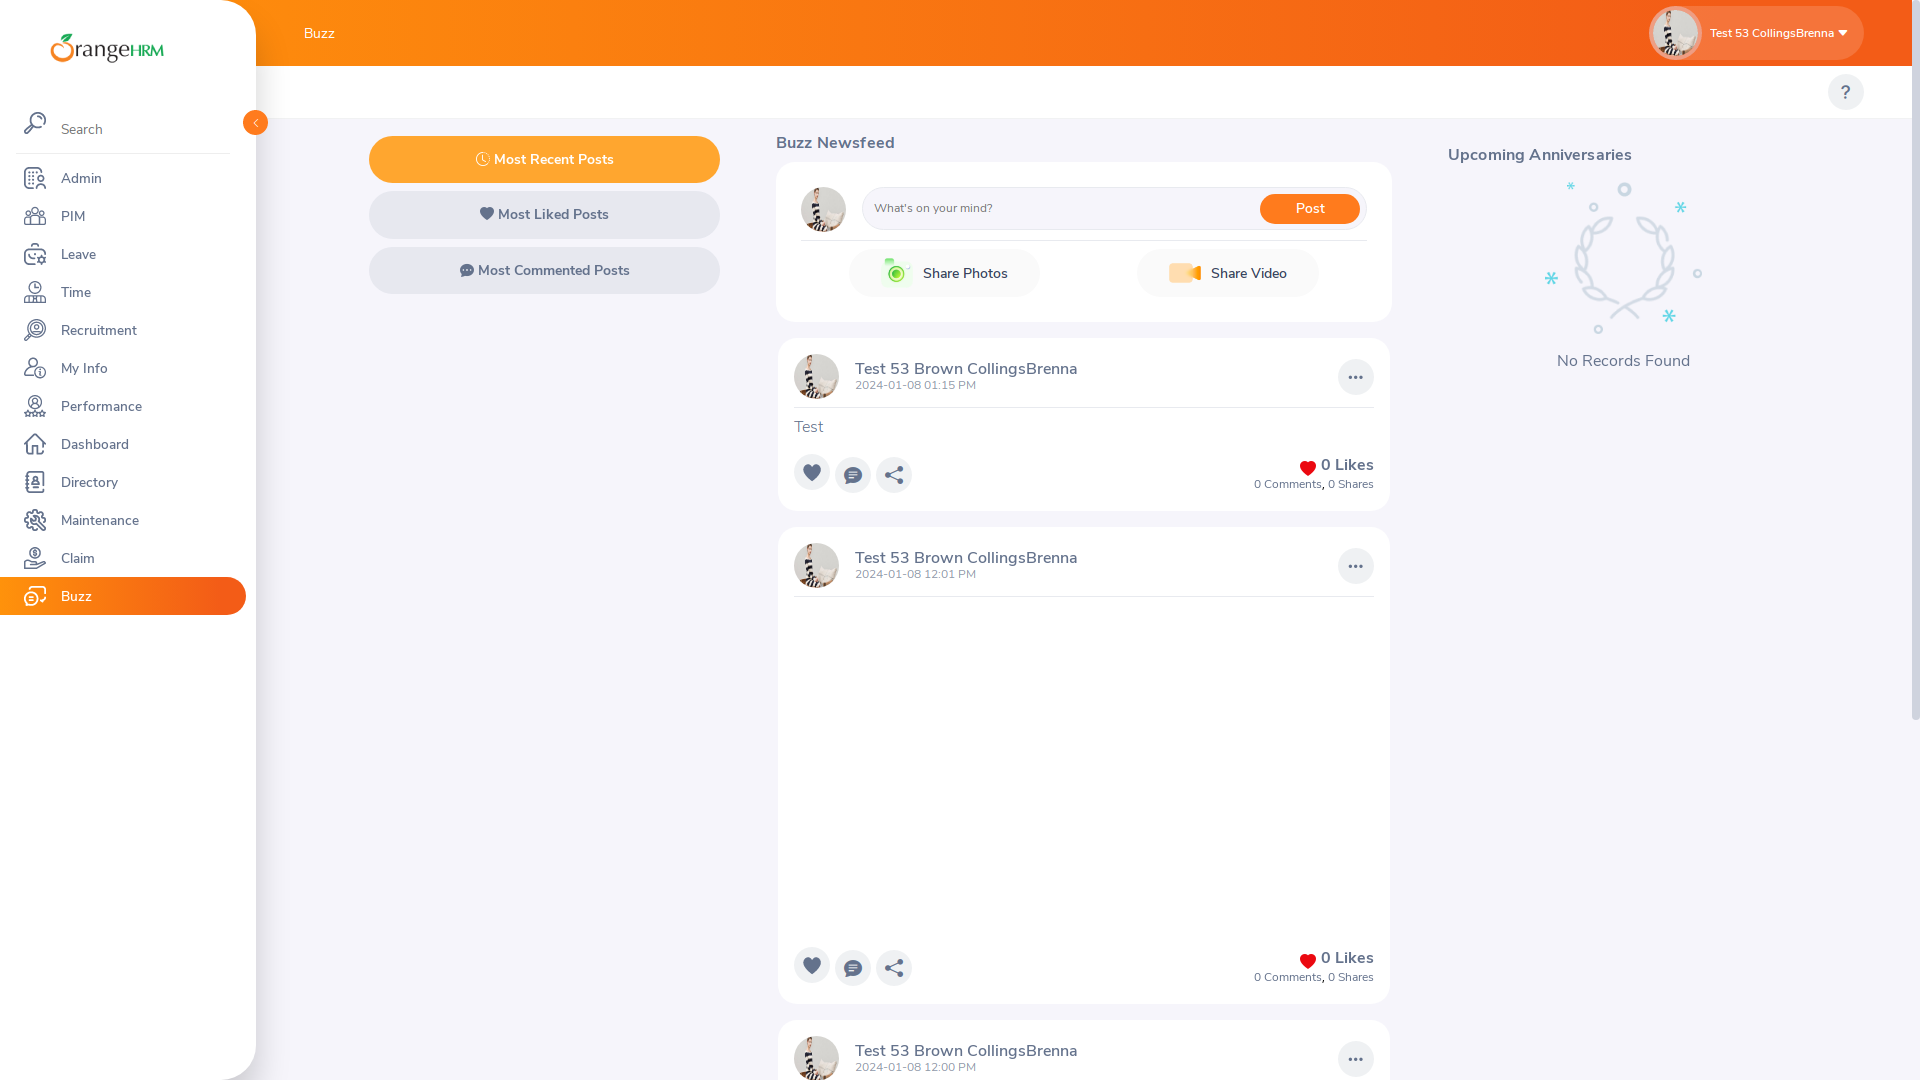 OrangeHRM
Search
Admin
PIM
Leave
Time
Recruitment
My Info
Performance
Dashboard
Directory
Maintenance
Claim
Buzz
Buzz
Test 53 CollingsBrenna
?
Most Recent Posts
Most Liked Posts
Most Commented Posts
Buzz Newsfeed
What's on your mind?
Post
Share Photos
Share Video
Test 53 Brown CollingsBrenna
2024-01-08 01:15 PM
Test
0 Likes
0 Comments, 0 Shares
Test 53 Brown CollingsBrenna
2024-01-08 12:01 PM
0 Likes
0 Comments, 0 Shares
Test 53 Brown CollingsBrenna
2024-01-08 12:00 PM
Upcoming Anniversaries
No Records Found